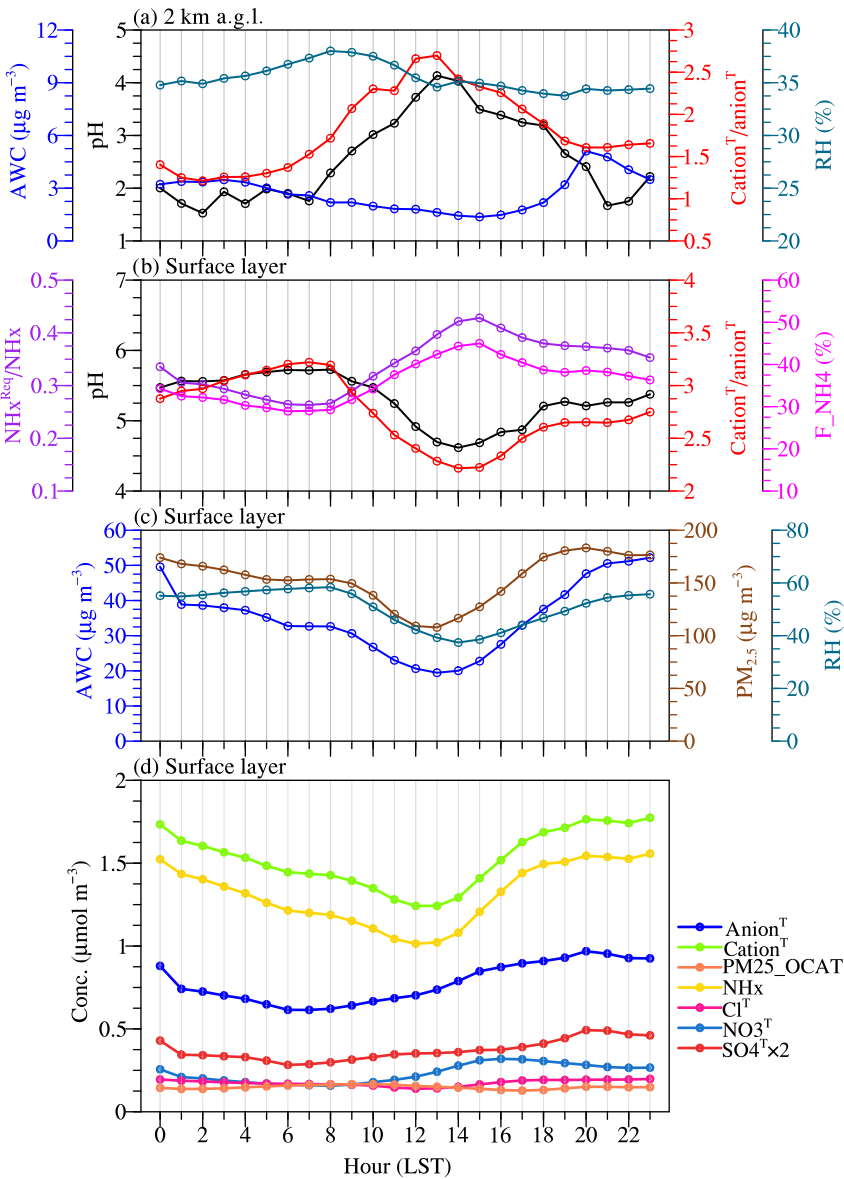 (a) 2 km a.g.l.
12 5 3 40
9 4 2.5 35
2
6 3 30
1.5
3 2 1 25
0 1 0.5 20
AWC (μg m⁻³)
pH
Cationᵀ/anionᵀ
RH (%)
(b) Surface layer
0.5 7 4 60
0.4 6 3.5 50
40
0.3 3
30
0.2 5 2.5 20
0.1 4 2 10
NHxᴿᵉq/NHx
pH
Cationᵀ/anionᵀ
F_NH4 (%)
(c) Surface layer
60 200 80
50
150 60
40
30 100 40
20
50 20
10
0 0 0
AWC (μg m⁻³)
PM₂.₅ (μg m⁻³)
RH (%)
(d) Surface layer
2
1.5
1
0.5
0
Conc. (μmol m⁻³)
Anionᵀ
Cationᵀ
PM25_OCAT
NHx
Clᵀ
NO3ᵀ
SO4ᵀ×2
0 2 4 6 8 10 12 14 16 18 20 22
Hour (LST)